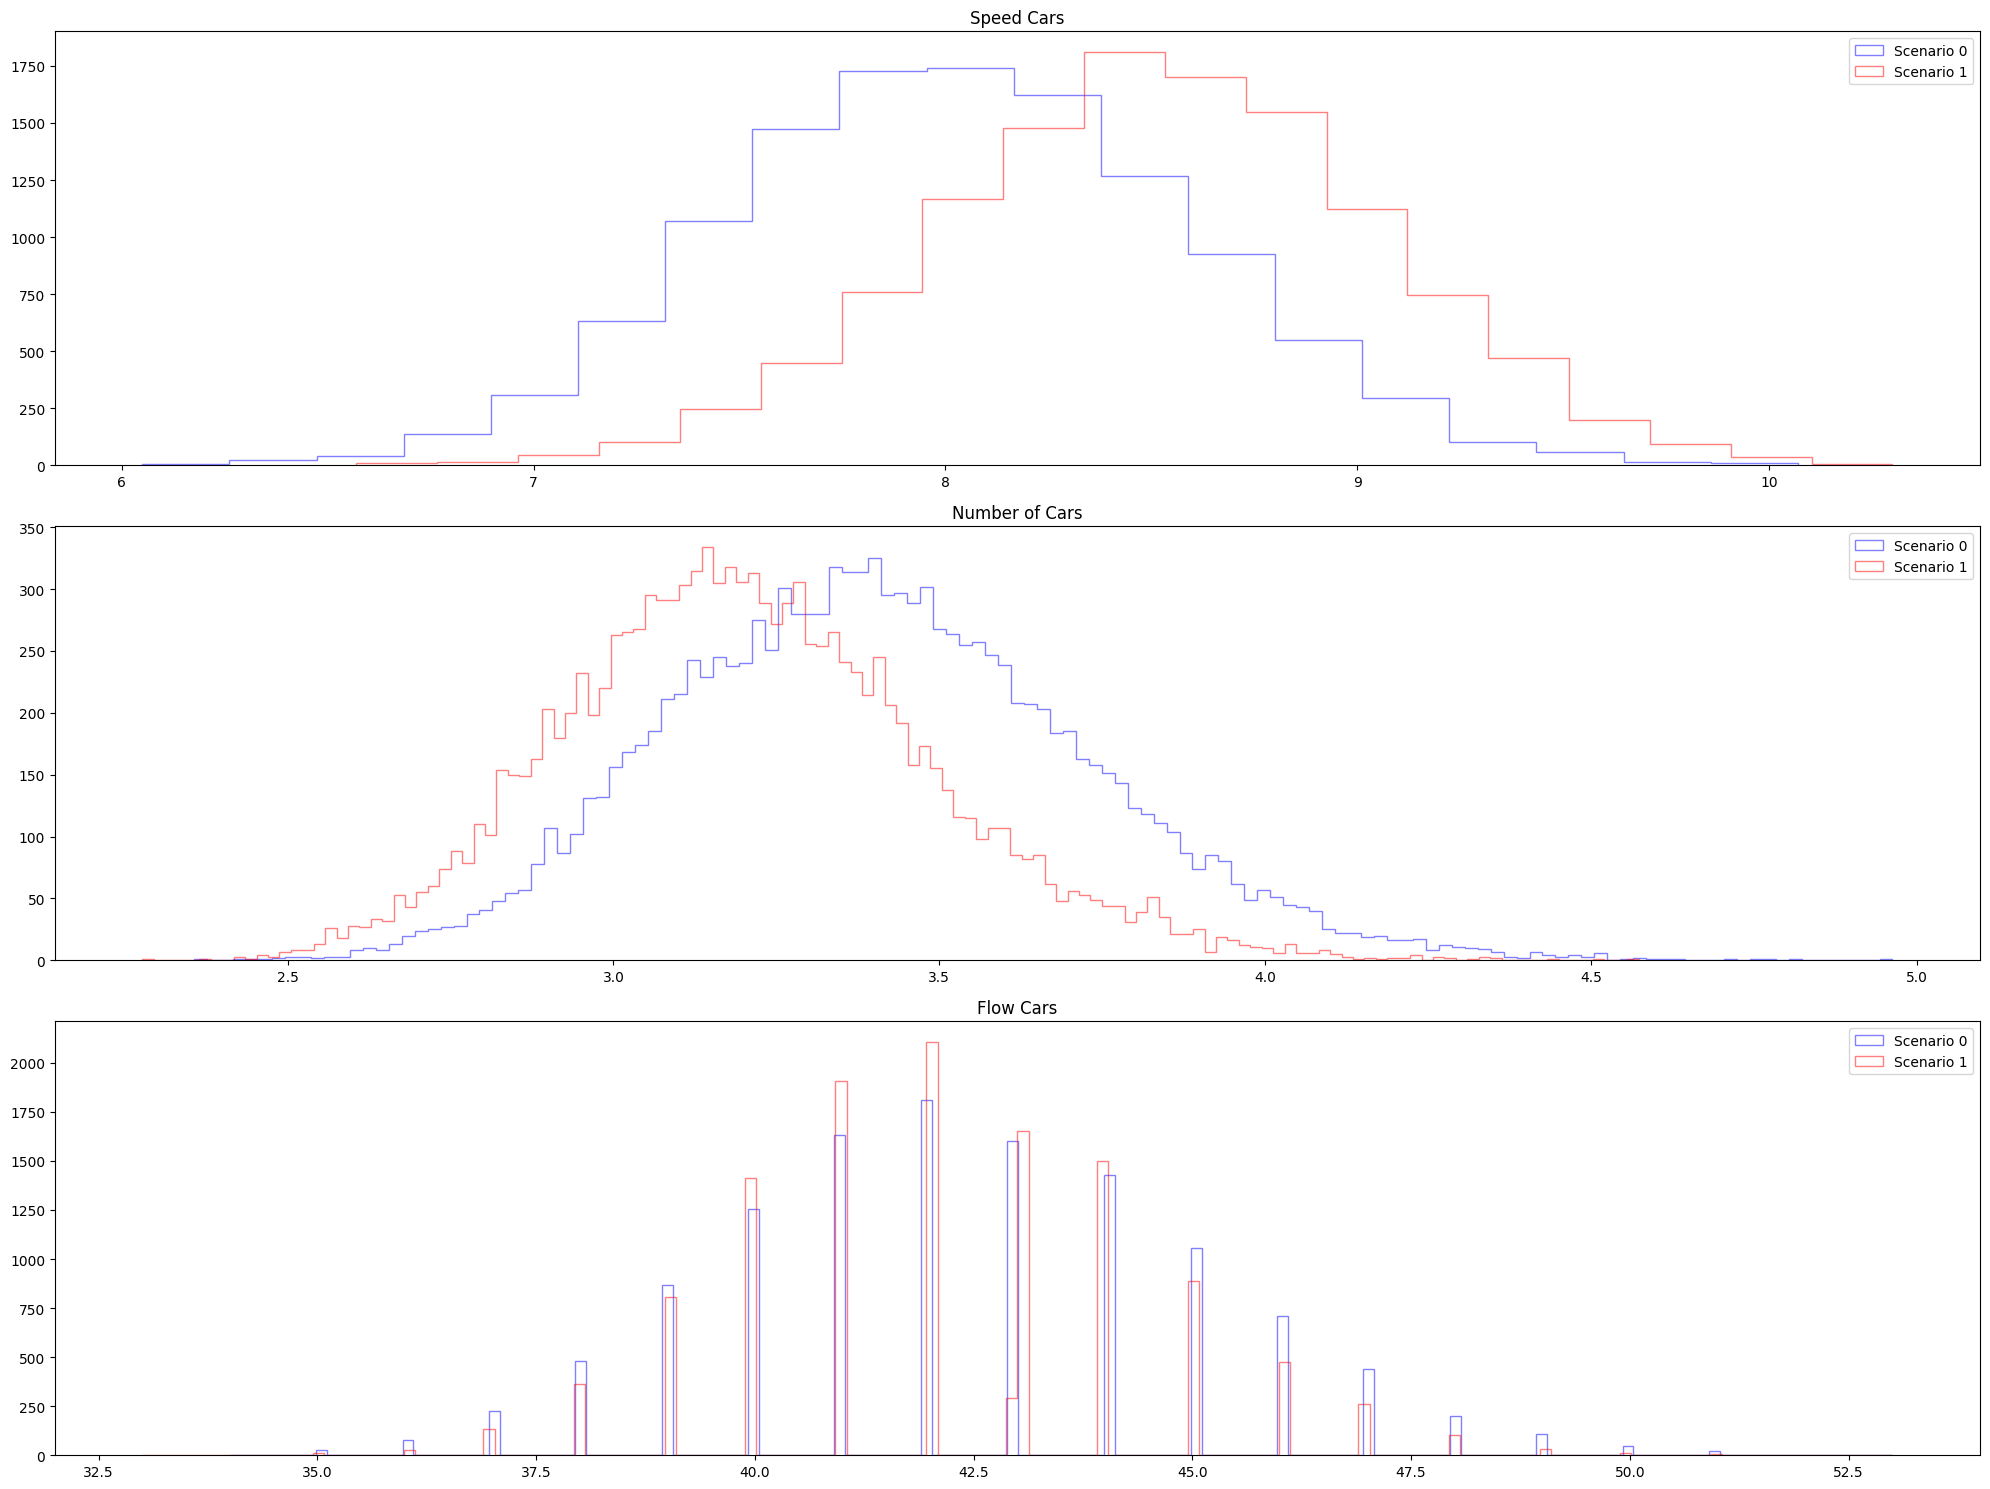 Speed Cars
Scenario 0
Scenario 1
1750
1500
1250
1000
750
500
250
0
6 7 8 9 10
Number of Cars
Scenario 0
Scenario 1
350
300
250
200
150
100
50
0
2.5 3.0 3.5 4.0 4.5 5.0
Flow Cars
Scenario 0
Scenario 1
2000
1750
1500
1250
1000
750
500
250
0
32.5 35.0 37.5 40.0 42.5 45.0 47.5 50.0 52.5